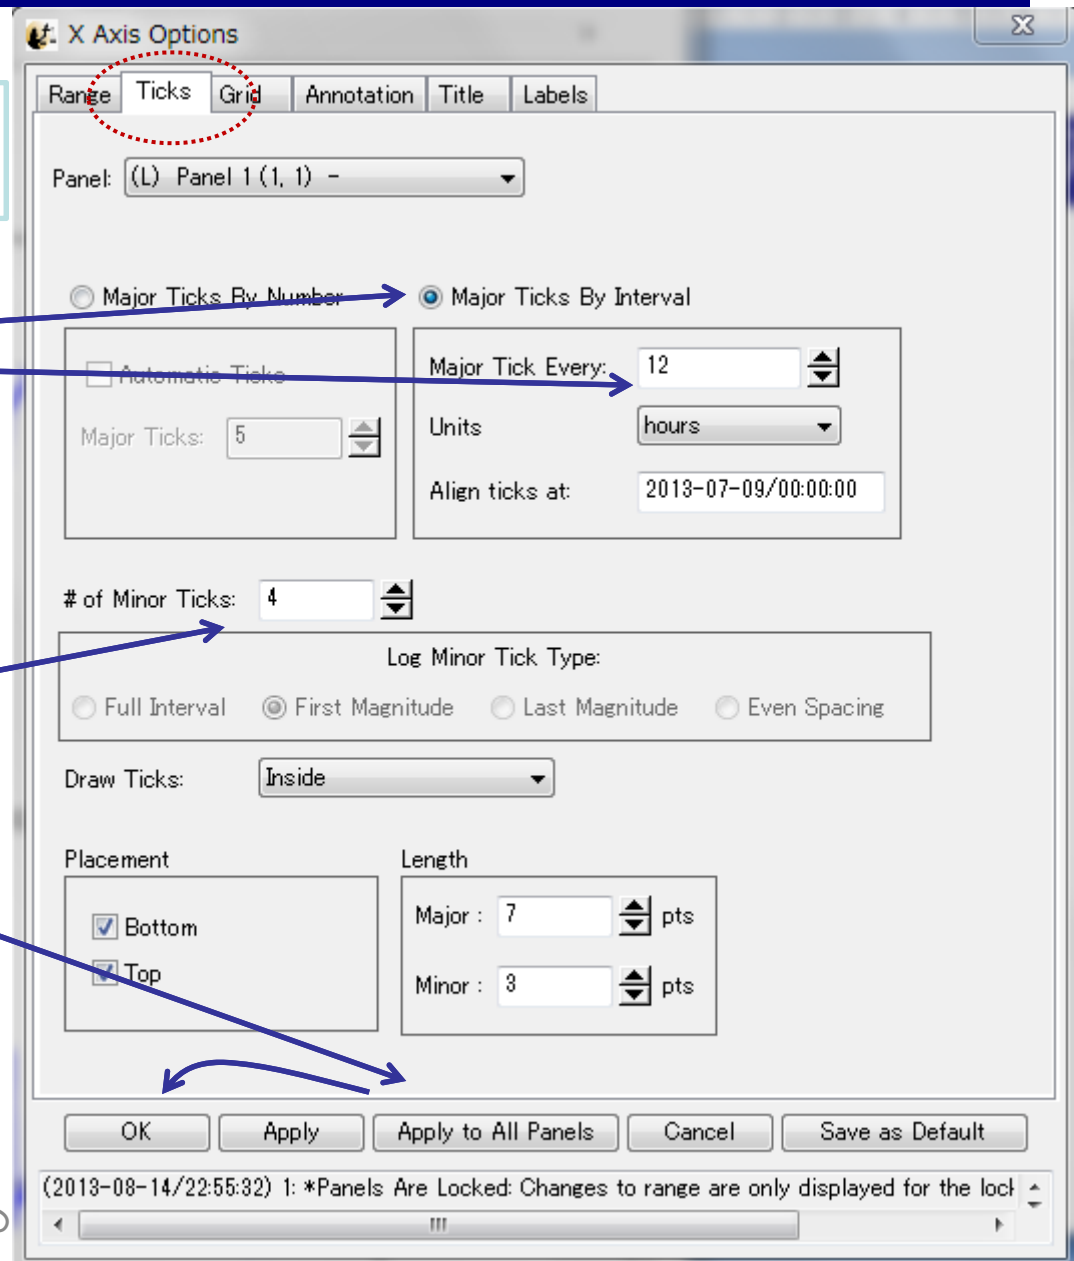 X Axis Options
Range Ticks Grid Annotation Title Labels
Panel: (L) Panel 1 (1, 1) -
Major Ticks By Number Major Ticks By Interval
Automatic Ticks Major Tick Every: 12
Major Ticks: 5 Units hours
Align ticks at: 2013-07-09/00:00:00
# of Minor Ticks: 4
Log Minor Tick Type:
Full Interval First Magnitude Last Magnitude Even Spacing
Draw Ticks: Inside
Placement Length
Bottom Major : 7 pts
Top Minor : 3 pts
OK Apply Apply to All Panels Cancel Save as Default
(2013-08-14/22:55:32) 1: *Panels Are Locked: Changes to range are only displayed for the